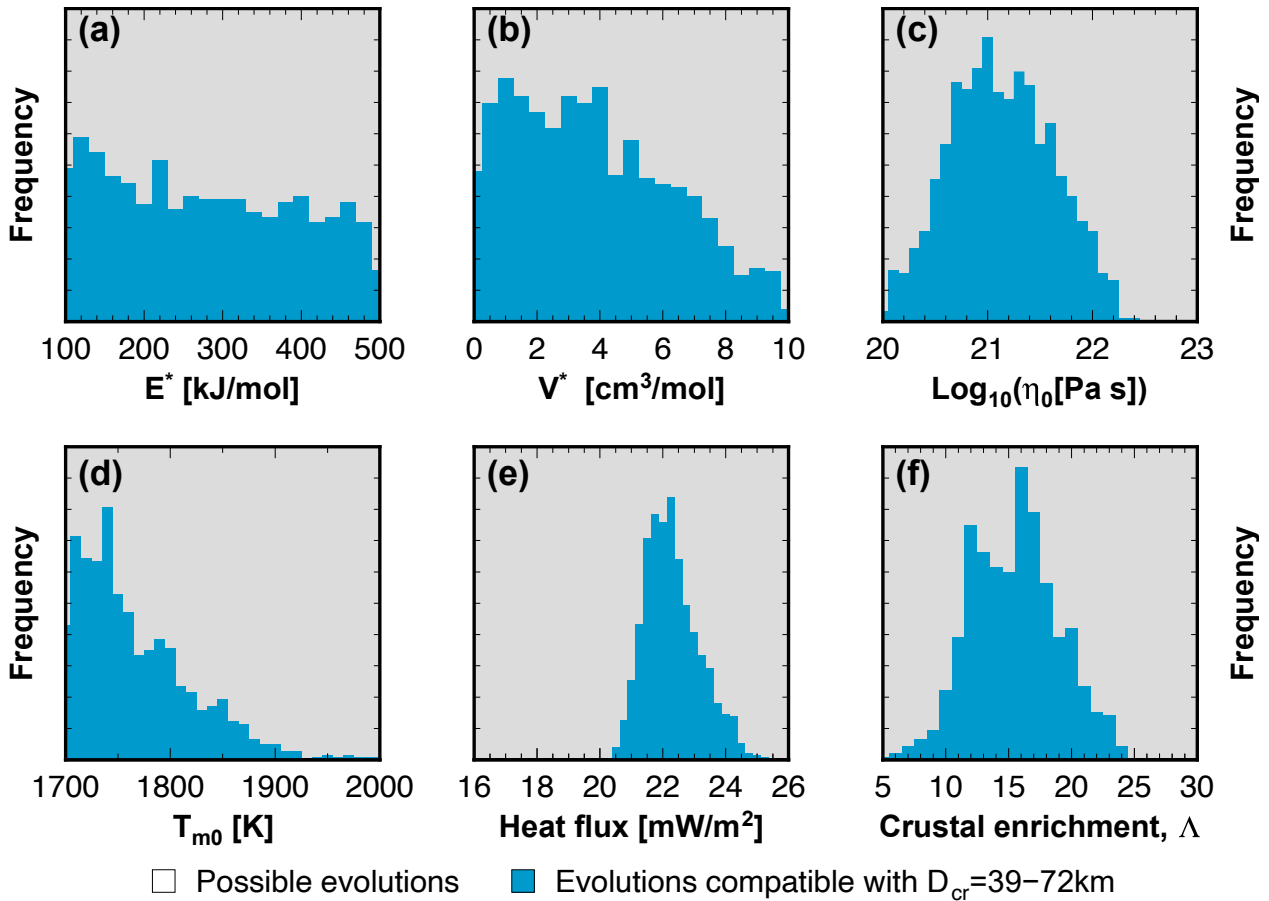 (a) (b) (c)
Frequency Frequency
100 200 300 400 500 0 2 4 6 8 10 20 21 22 23
E* [kJ/mol] V* [cm³/mol] Log₁₀(η₀[Pa s])
(d) (e) (f)
Frequency Frequency
1700 1800 1900 2000 16 18 20 22 24 26 5 10 15 20 25 30
Tₘ₀ [K] Heat flux [mW/m²] Crustal enrichment, Λ
Possible evolutions Evolutions compatible with D_cr=39−72km